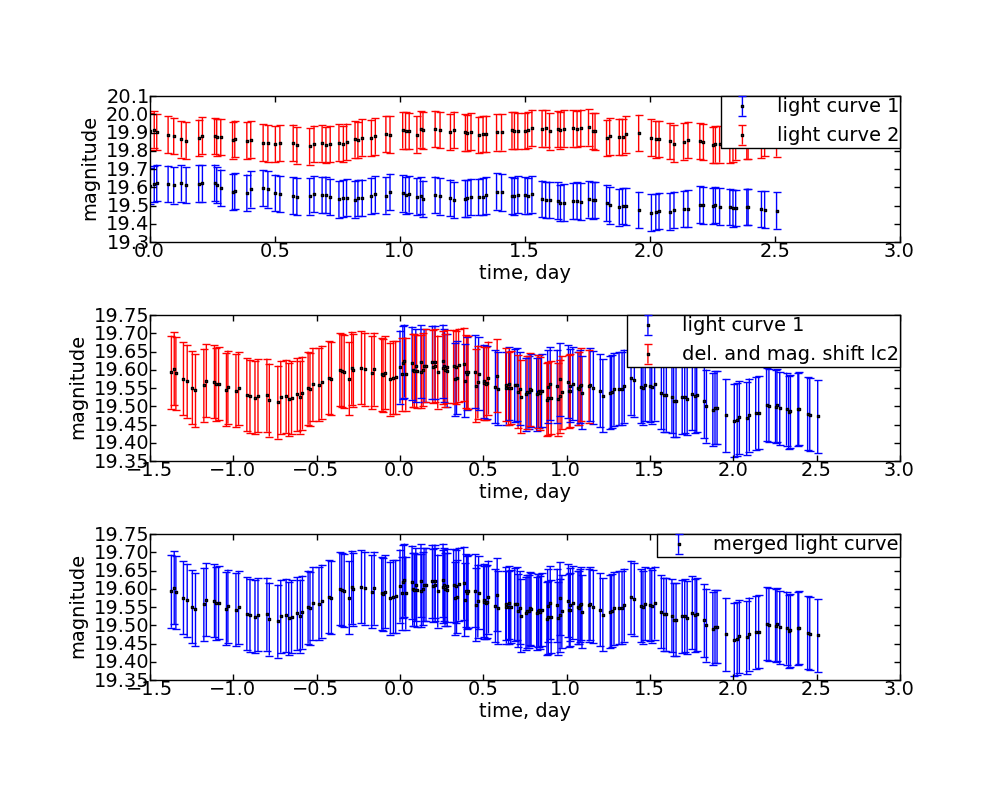 20.1
20.0
19.9
19.8
19.7
19.6
19.5
19.4
19.3
magnitude
light curve 1
light curve 2
0.0 0.5 1.0 1.5 2.0 2.5 3.0
time, day
19.75
19.70
19.65
19.60
19.55
19.50
19.45
19.40
19.35
magnitude
light curve 1
del. and mag. shift lc2
−1.5 −1.0 −0.5 0.0 0.5 1.0 1.5 2.0 2.5 3.0
time, day
19.75
19.70
19.65
19.60
19.55
19.50
19.45
19.40
19.35
magnitude
merged light curve
−1.5 −1.0 −0.5 0.0 0.5 1.0 1.5 2.0 2.5 3.0
time, day